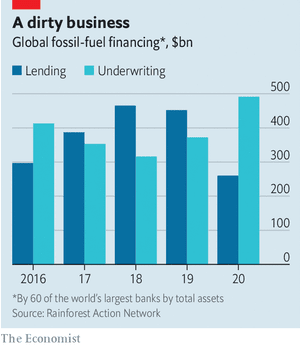 A dirty business
Global fossil-fuel financing*, $bn
Lending Underwriting
500
400
300
200
100
0
2016 17 18 19 20
*By 60 of the world's largest banks by total assets
Source: Rainforest Action Network
The Economist